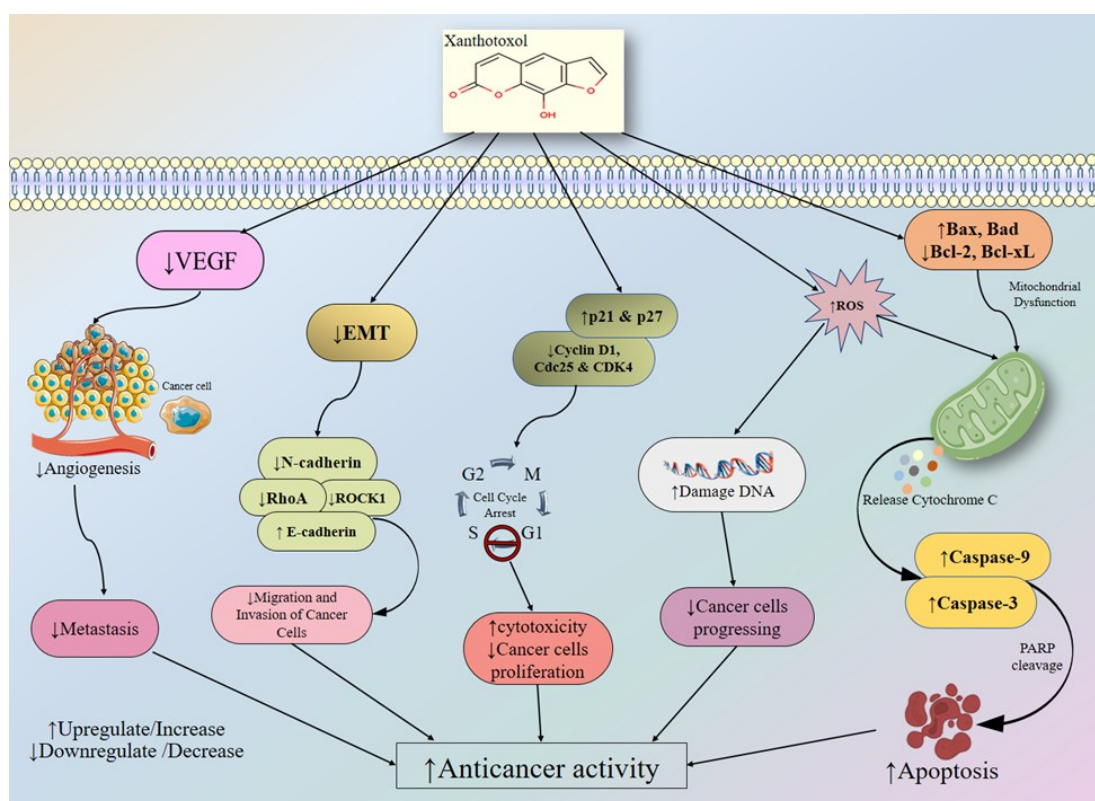 Xanthotoxol
O
O
O
OH
↓VEGF
↑Bax, Bad
↓Bcl-2, Bcl-xL
Mitochondrial
Dysfunction
↑ROS
↓EMT
↑p21 & p27
↓Cyclin D1,
Cdc25 & CDK4
Cancer cell
↓Angiogenesis
↓N-cadherin
↓RhoA
↓ROCK1
↑ E-cadherin
G2
M
Cell Cycle
Arrest
S
G1
↑Damage DNA
Release Cytochrome C
↑Caspase-9
↑Caspase-3
PARP
cleavage
↓Metastasis
↓Migration and
Invasion of Cancer
Cells
↑cytotoxicity
↓Cancer cells
proliferation
↓Cancer cells
progressing
↑Upregulate/Increase
↓Downregulate /Decrease
↑Anticancer activity
↑Apoptosis